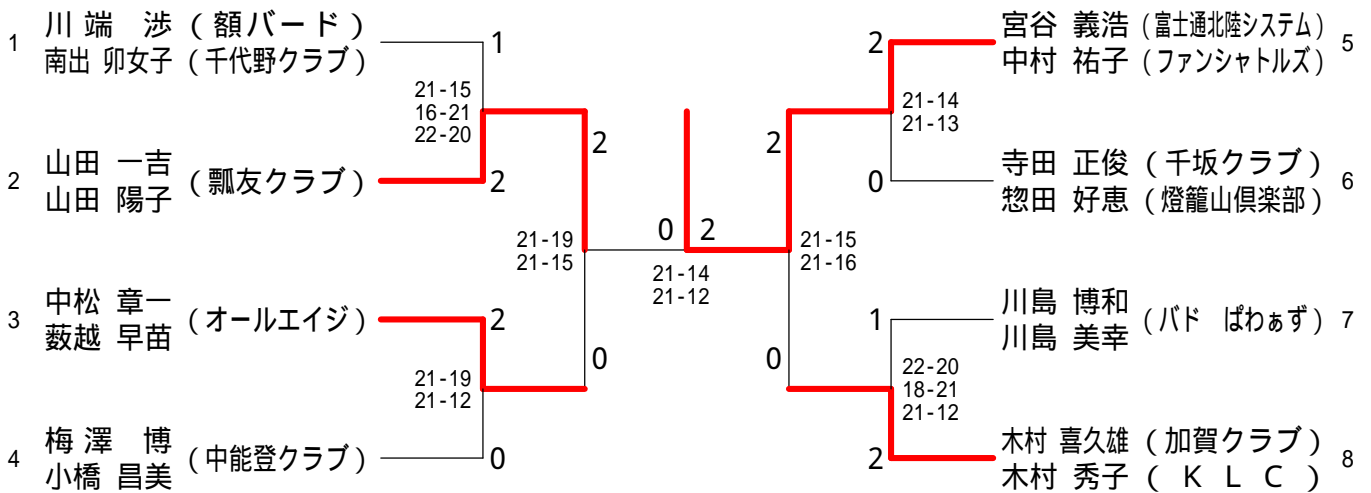 1
川端 渉 (額バード)
南出 卯女子 (千代野クラブ)
1
21-15
16-21
22-20
2
山田 一吉
山田 陽子
(瓢友クラブ)
2
2
21-19
21-15
3
中松 章一
薮越 早苗
(オールエイジ)
2
0
21-19
21-12
4
梅澤 博
小橋 昌美
(中能登クラブ)
0
0 2
21-14
21-12
2
宮谷 義浩 (富士通北陸システム)
中村 祐子 (ファンシャトルズ)
5
21-14
21-13
2
0
寺田 正俊 (千坂クラブ)
惣田 好恵 (燈籠山倶楽部)
6
21-15
21-16
1
川島 博和
川島 美幸
(バド ぱわぁず)
7
0
22-20
18-21
21-12
2
木村 喜久雄 (加賀クラブ)
木村 秀子 (KLC)
8